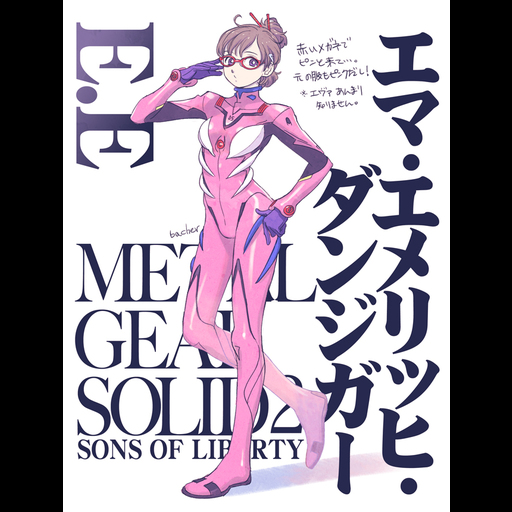 E.E
赤いメガネで
ピンと来て…。
元の服もピンクだし!
*エヴァ あんまり
知りません。
エマ・エメリッヒ・
ダンジガー
bacher
METAL
GEAR
SOLID 2
SONS OF LIBERTY